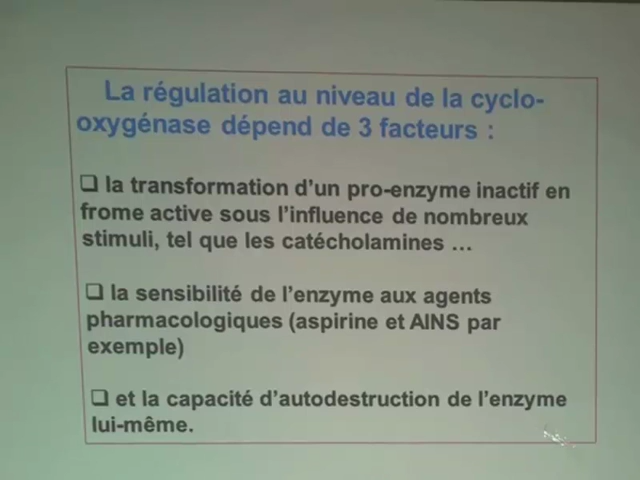 La régulation au niveau de la cyclo-
oxygénase dépend de 3 facteurs :
❑ la transformation d'un pro-enzyme inactif en
frome active sous l'influence de nombreux
stimuli, tel que les catécholamines ...
❑ la sensibilité de l'enzyme aux agents
pharmacologiques (aspirine et AINS par
exemple)
❑ et la capacité d'autodestruction de l'enzyme
lui-même.